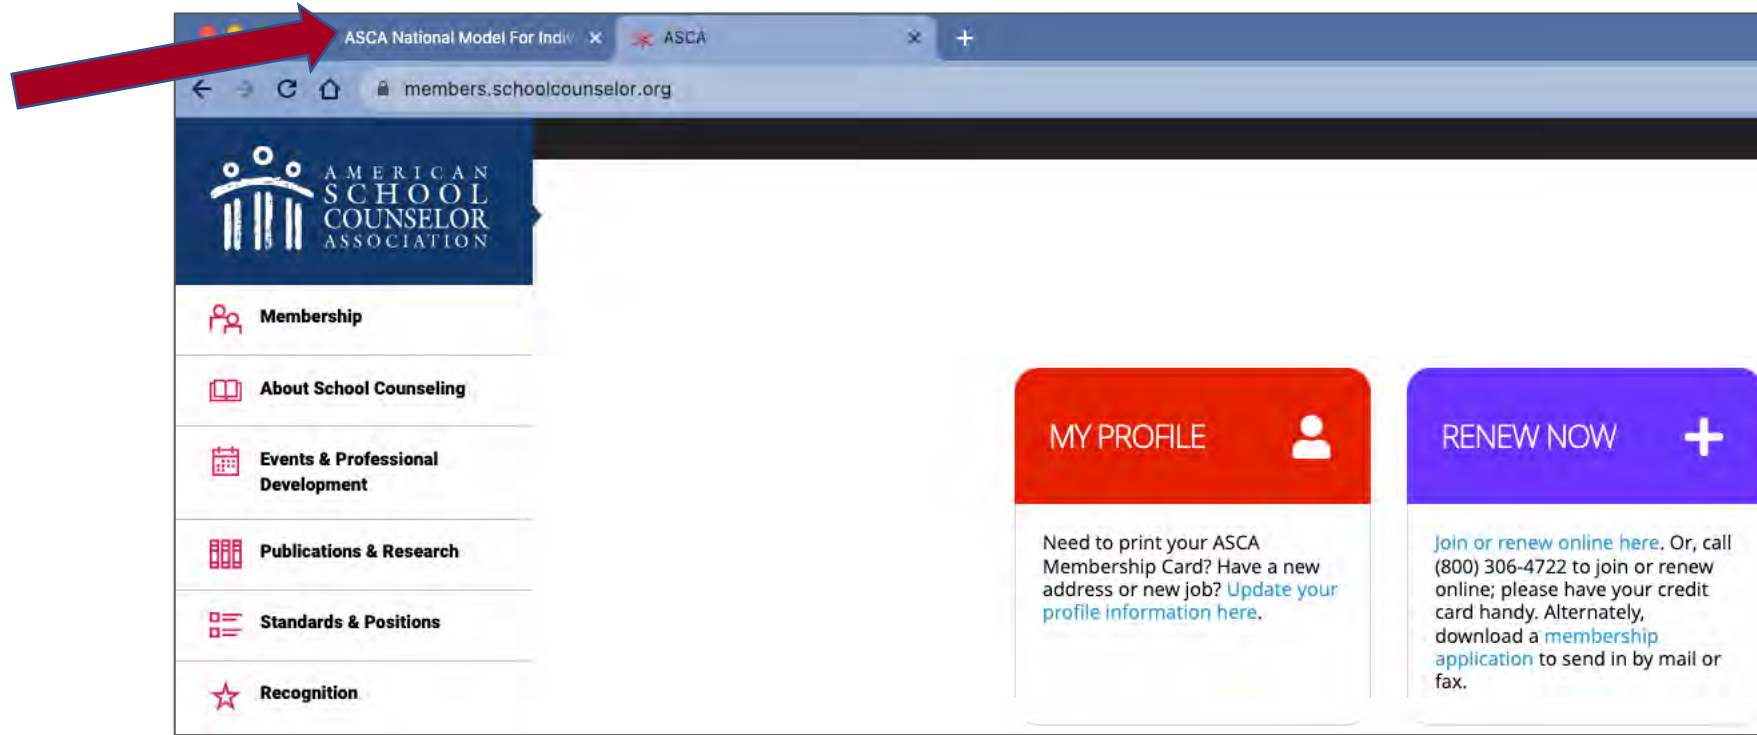 ASCA National Model For Indiv
ASCA
members.schoolcounselor.org
AMERICAN
SCHOOL
COUNSELOR
ASSOCIATION
Membership
About School Counseling
Events & Professional
Development
Publications & Research
Standards & Positions
Recognition
MY PROFILE
Need to print your ASCA
Membership Card? Have a new
address or new job? Update your
profile information here.
RENEW NOW
Join or renew online here. Or, call
(800) 306-4722 to join or renew
online; please have your credit
card handy. Alternately,
download a membership
application to send in by mail or
fax.